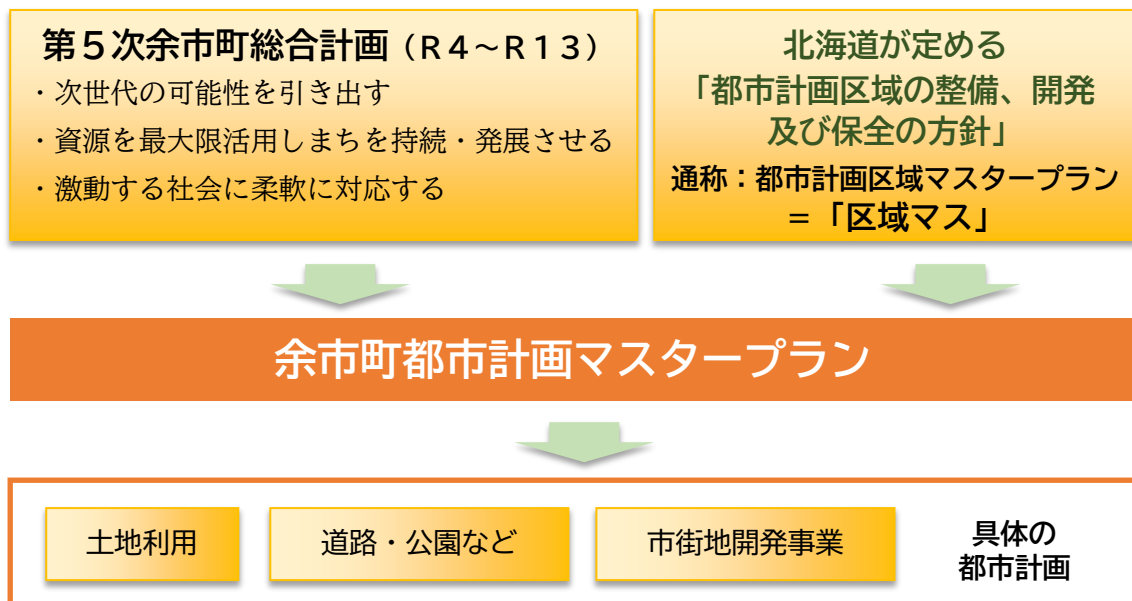 第5次余市町総合計画(R4～R13)
・次世代の可能性を引き出す
・資源を最大限活用しまちを持続・発展させる
・激動する社会に柔軟に対応する
北海道が定める
「都市計画区域の整備、開発
及び保全の方針」
通称：都市計画区域マスタープラン
=「区域マス」
余市町都市計画マスタープラン
土地利用
道路・公園など
市街地開発事業
具体の
都市計画